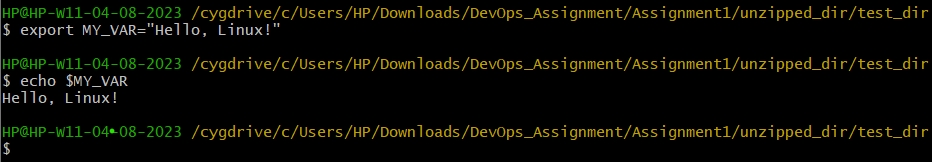 HP@HP-W11-04-08-2023 /cygdrive/c/Users/HP/Downloads/DevOps_Assignment/Assignment1/unzipped_dir/test_dir
$ export MY_VAR="Hello, Linux!"
HP@HP-W11-04-08-2023 /cygdrive/c/Users/HP/Downloads/DevOps_Assignment/Assignment1/unzipped_dir/test_dir
$ echo $MY_VAR
Hello, Linux!
HP@HP-W11-04-08-2023 /cygdrive/c/Users/HP/Downloads/DevOps_Assignment/Assignment1/unzipped_dir/test_dir
$